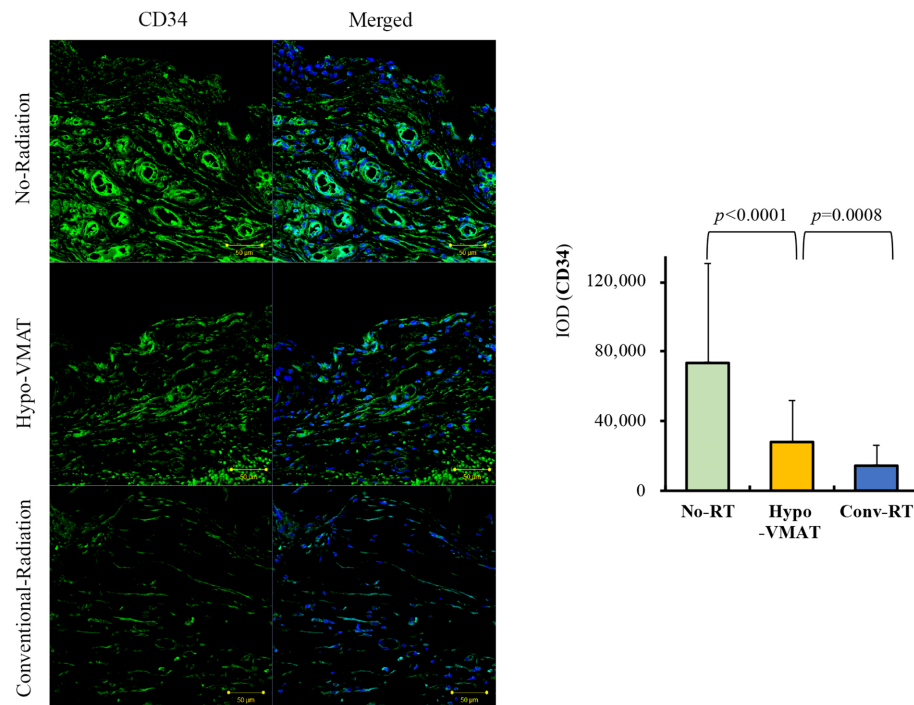 CD34
Merged
No-Radiation
50 µm
50 µm
Hypo-VMAT
50 µm
50 µm
Conventional-Radiation
50 µm
50 µm
p<0.0001
p=0.0008
IOD (CD34)
120,000
80,000
40,000
0
No-RT
Hypo
-VMAT
Conv-RT